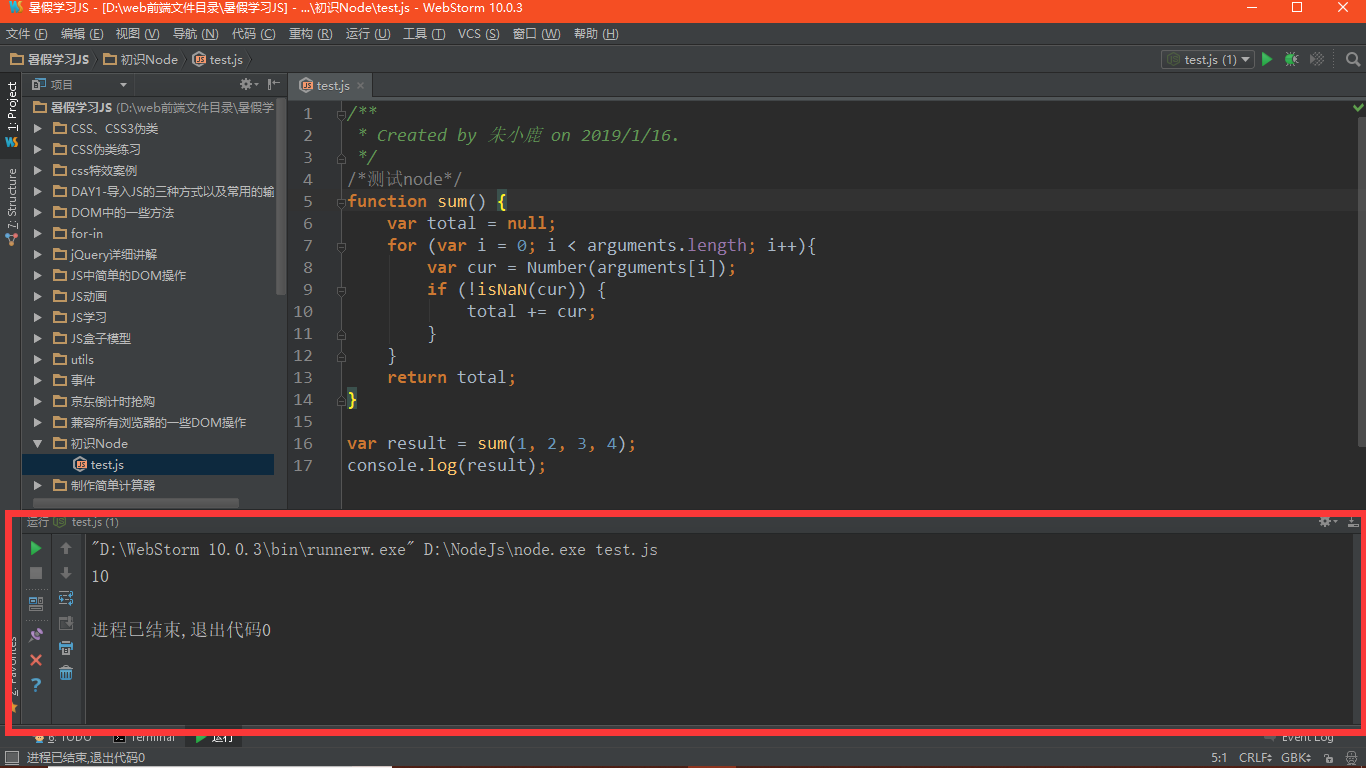 暑假学习JS - [D:\web前端文件目录\暑假学习JS] - ...\初识Node\test.js - WebStorm 10.0.3
文件 (F) 编辑 (E) 视图 (V) 导航 (N) 代码 (C) 重构 (R) 运行 (U) 工具 (T) VCS (S) 窗口 (W) 帮助 (H)
暑假学习JS 初识Node test.js test.js (1)
1: Project
7: Structure
2: Favorites
项目
暑假学习JS (D:\web前端文件目录\暑假学
CSS、CSS3伪类
CSS伪类练习
css特效案例
DAY1-导入JS的三种方式以及常用的输
DOM中的一些方法
for-in
jQuery详细讲解
JS中简单的DOM操作
JS动画
JS学习
JS盒子模型
utils
事件
京东倒计时抢购
兼容所有浏览器的一些DOM操作
初识Node
test.js
制作简单计算器
test.js
1 /**
2  * Created by 朱小鹿 on 2019/1/16.
3  */
4 /*测试node*/
5 function sum() {
6     var total = null;
7     for (var i = 0; i < arguments.length; i++){
8         var cur = Number(arguments[i]);
9         if (!isNaN(cur)) {
10             total += cur;
11         }
12     }
13     return total;
14 }
15
16 var result = sum(1, 2, 3, 4);
17 console.log(result);
运行 test.js (1)
"D:\WebStorm 10.0.3\bin\runnerw.exe" D:\NodeJs\node.exe test.js
10
进程已结束,退出代码0
6: TODO Terminal 运行 Event Log
进程已结束,退出代码0 5:1 CRLF GBK